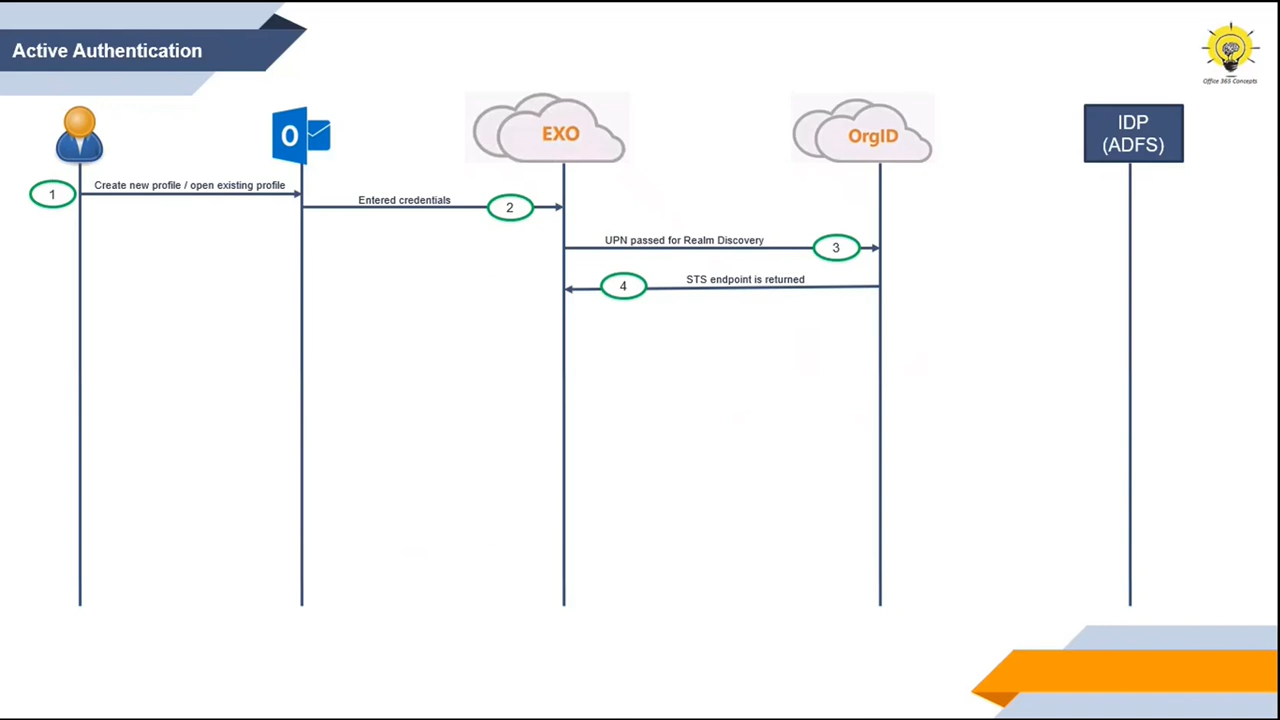 Active Authentication
Office 365 Concepts
O
EXO
OrgID
IDP
(ADFS)
1
Create new profile / open existing profile
Entered credentials
2
UPN passed for Realm Discovery
3
4
STS endpoint is returned